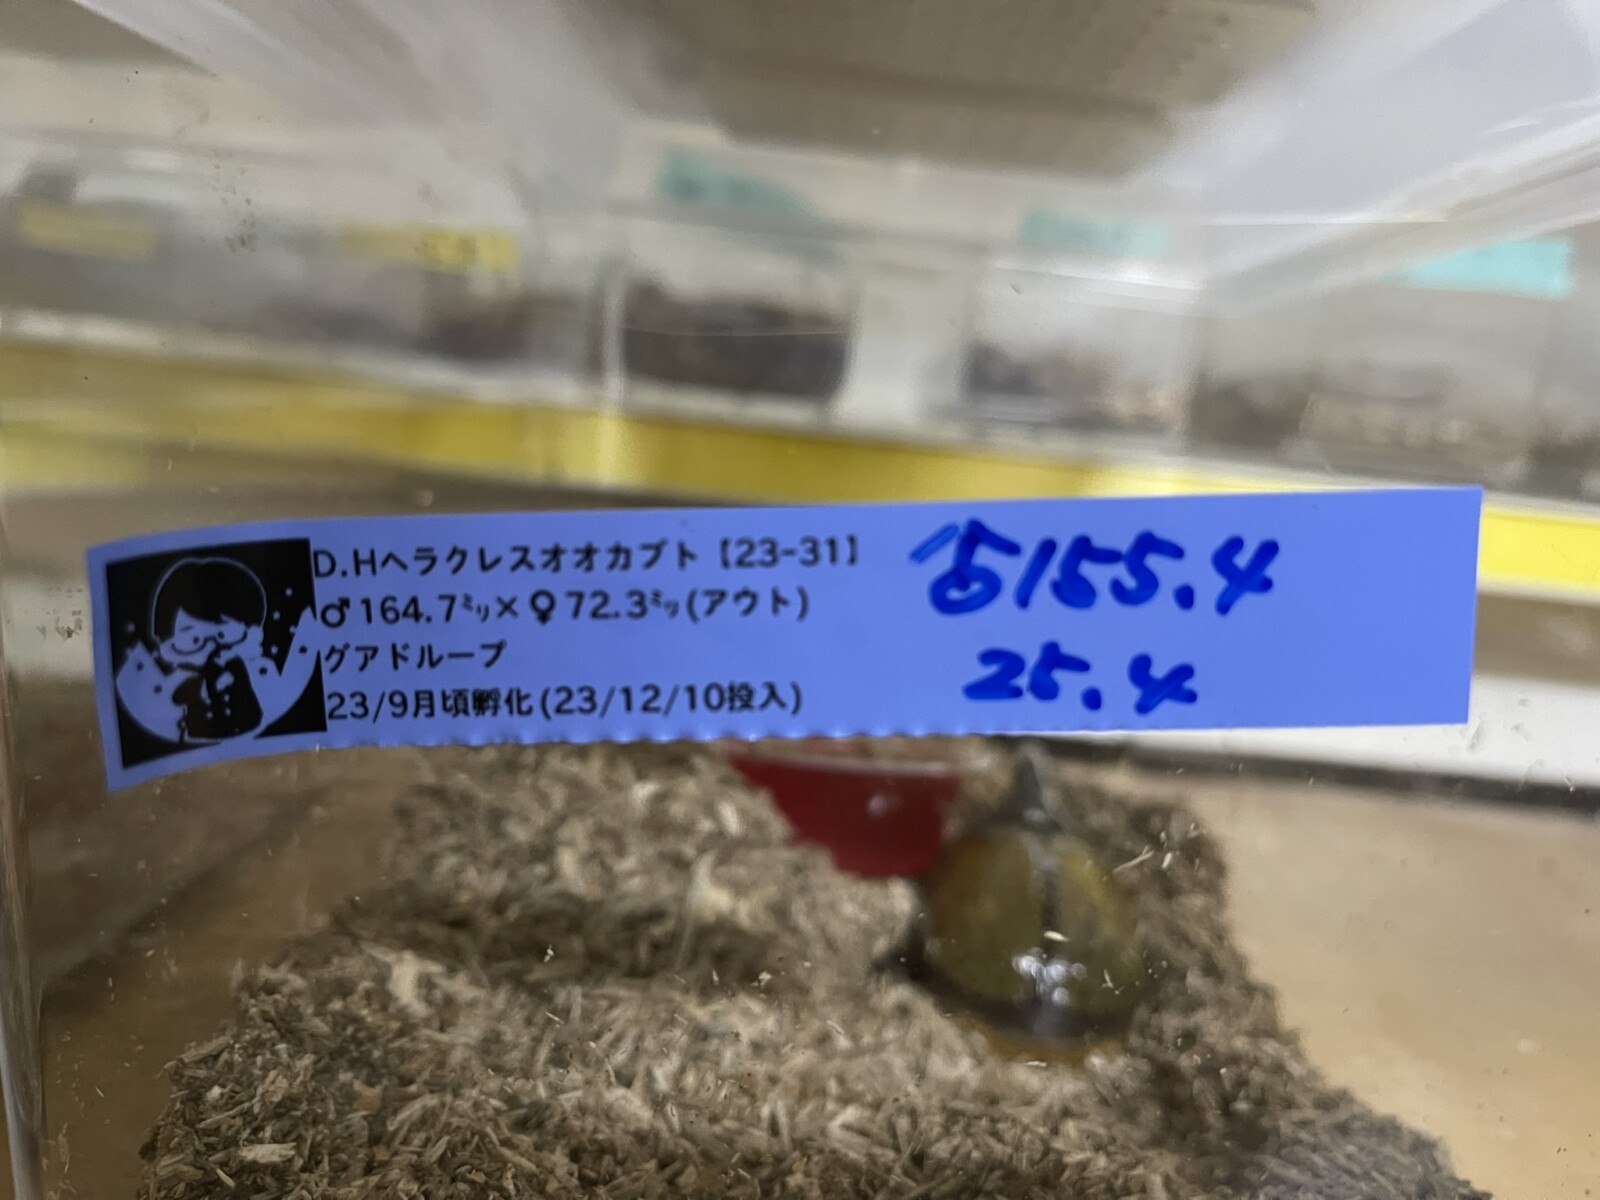 D.Hヘラクレスオオカブト【23-31】
♂164.7㍉×♀72.3㍉(アウト)
グアドループ
23/9月頃孵化(23/12/10投入)
♂155.4
25.4